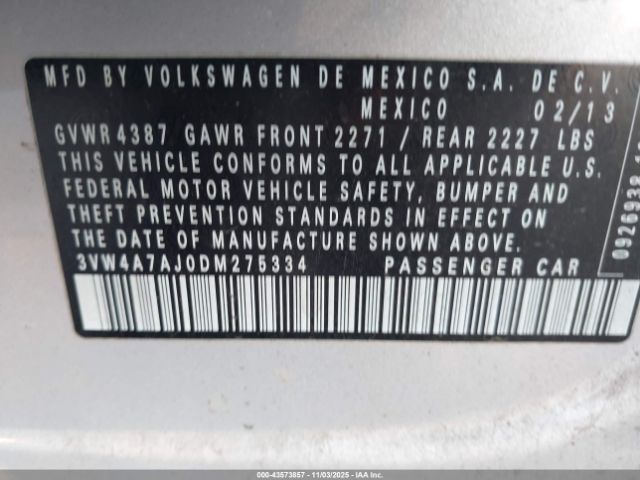 MFD BY VOLKSWAGEN DE MEXICO S.A. DE C.V.
MEXICO 02/13
GVWR 4387 GAWR FRONT 2271 / REAR 2227 LBS
THIS VEHICLE CONFORMS TO ALL APPLICABLE U.S.
FEDERAL MOTOR VEHICLE SAFETY, BUMPER AND
THEFT PREVENTION STANDARDS IN EFFECT ON
THE DATE OF MANUFACTURE SHOWN ABOVE.
3VW4A7AJ0DM275334 PASSENGER CAR
0926938
000-43573857 - 11/03/2025 - IAA Inc.